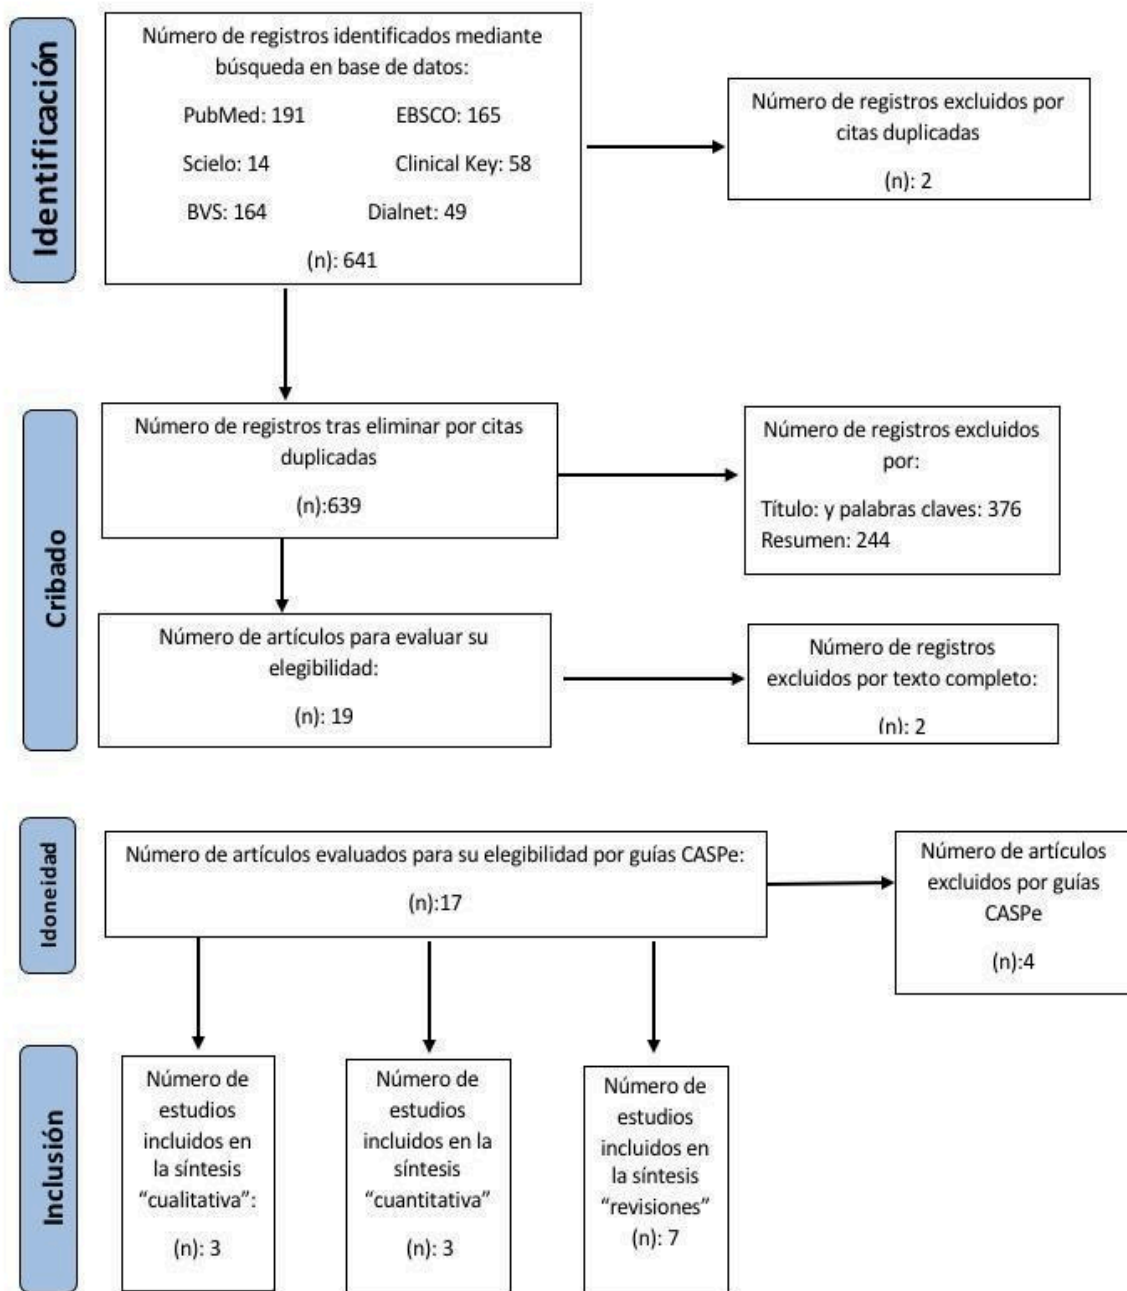 Identificación
Número de registros identificados mediante
búsqueda en base de datos:
PubMed: 191 EBSCO: 165
Scielo: 14 Clinical Key: 58
BVS: 164 Dialnet: 49
(n): 641
Número de registros excluidos por
citas duplicadas
(n): 2
Cribado
Número de registros tras eliminar por citas
duplicadas
(n):639
Número de registros excluidos
por:
Título: y palabras claves: 376
Resumen: 244
Número de artículos para evaluar su
elegibilidad:
(n): 19
Número de registros
excluidos por texto completo:
(n): 2
Idoneidad
Número de artículos evaluados para su elegibilidad por guías CASPe:
(n):17
Número de artículos
excluidos por guías
CASPe
(n):4
Inclusión
Número de
estudios
incluidos en
la síntesis
“cualitativa”:
(n): 3
Número de
estudios
incluidos en la
síntesis
“cuantitativa”
(n): 3
Número de
estudios
incluidos en
la síntesis
“revisiones”
(n): 7